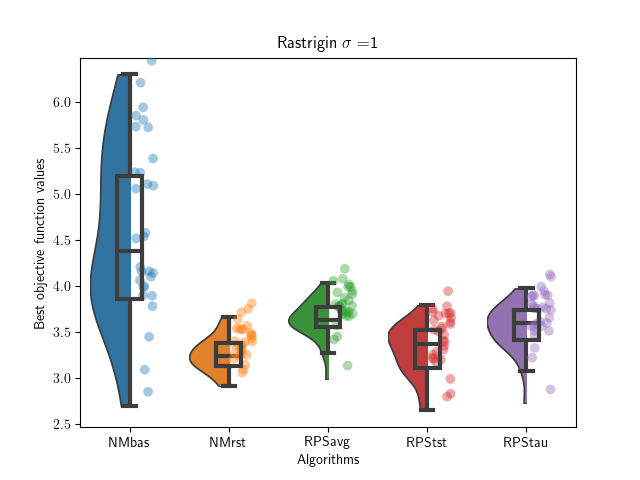 Rastrigin σ =1
Best objective function values
6.0
5.5
5.0
4.5
4.0
3.5
3.0
2.5
NMbas NMrst RPSavg RPStst RPStau
Algorithms